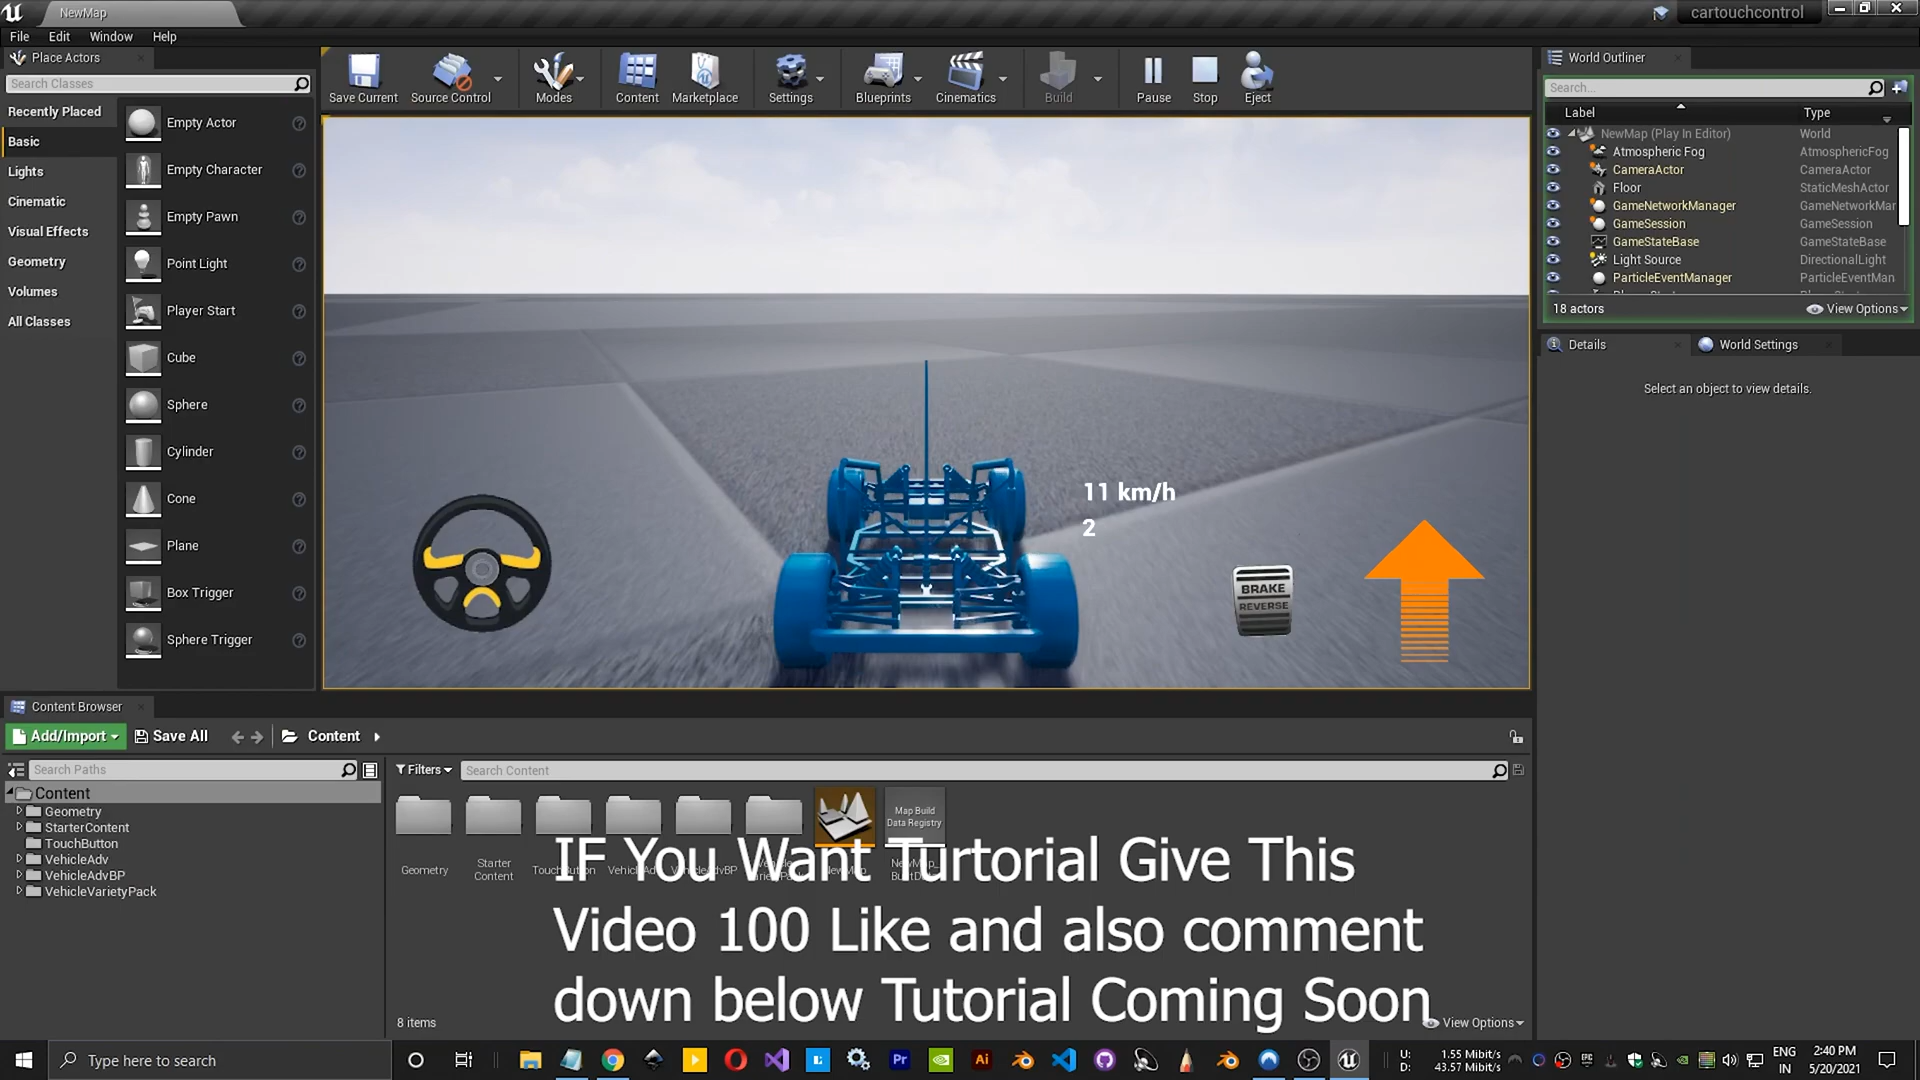 NewMap
cartouchcontrol
File Edit Window Help
Place Actors
Search Classes
Recently Placed
Basic
Lights
Cinematic
Visual Effects
Geometry
Volumes
All Classes
Empty Actor
Empty Character
Empty Pawn
Point Light
Player Start
Cube
Sphere
Cylinder
Cone
Plane
Box Trigger
Sphere Trigger
Save Current Source Control Modes Content Marketplace Settings Blueprints Cinematics Build Pause Stop Eject
11 km/h
2
BRAKE
REVERSE
World Outliner
Search...
Label Type
NewMap (Play In Editor) World
Atmospheric Fog AtmosphericFog
CameraActor CameraActor
Floor StaticMeshActor
GameNetworkManager GameNetworkMar
GameSession GameSession
GameStateBase GameStateBase
Light Source DirectionalLight
ParticleEventManager ParticleEventMan
18 actors View Options
Details World Settings
Select an object to view details.
Content Browser
Add/Import Save All Content
Search Paths
Content
Geometry
StarterContent
TouchButton
VehicleAdv
VehicleAdvBP
VehicleVarietyPack
Filters Search Content
Map Build
Data Registry
Geometry
Starter
Content
IF You Want Turtorial Give This
Video 100 Like and also comment
down below Tutorial Coming Soon
8 items View Options
Type here to search
U: 1.55 Mibit/s
D: 43.57 Mibit/s
ENG
IN
2:40 PM
5/20/2021